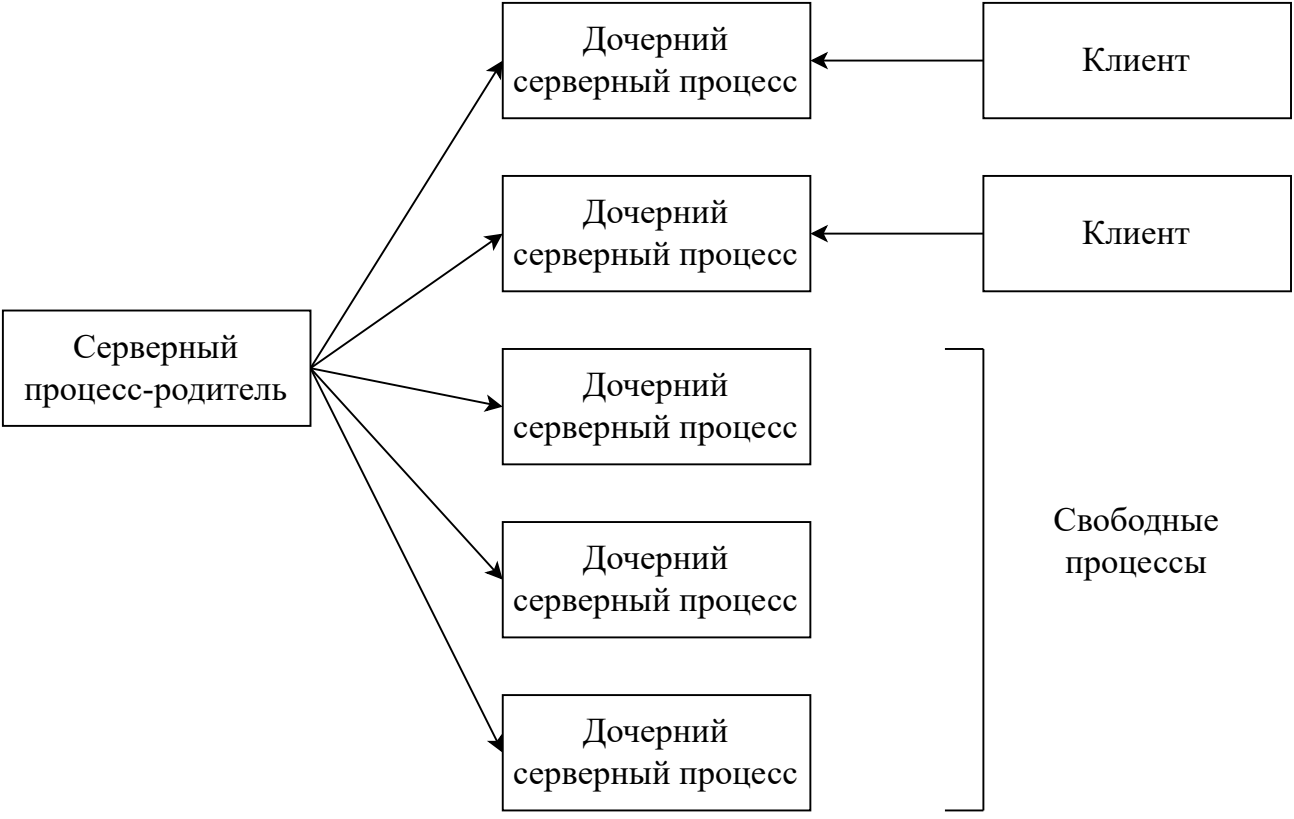 Дочерний
серверный процесс
Клиент
Дочерний
серверный процесс
Клиент
Серверный
процесс-родитель
Дочерний
серверный процесс
Свободные
процессы
Дочерний
серверный процесс
Дочерний
серверный процесс